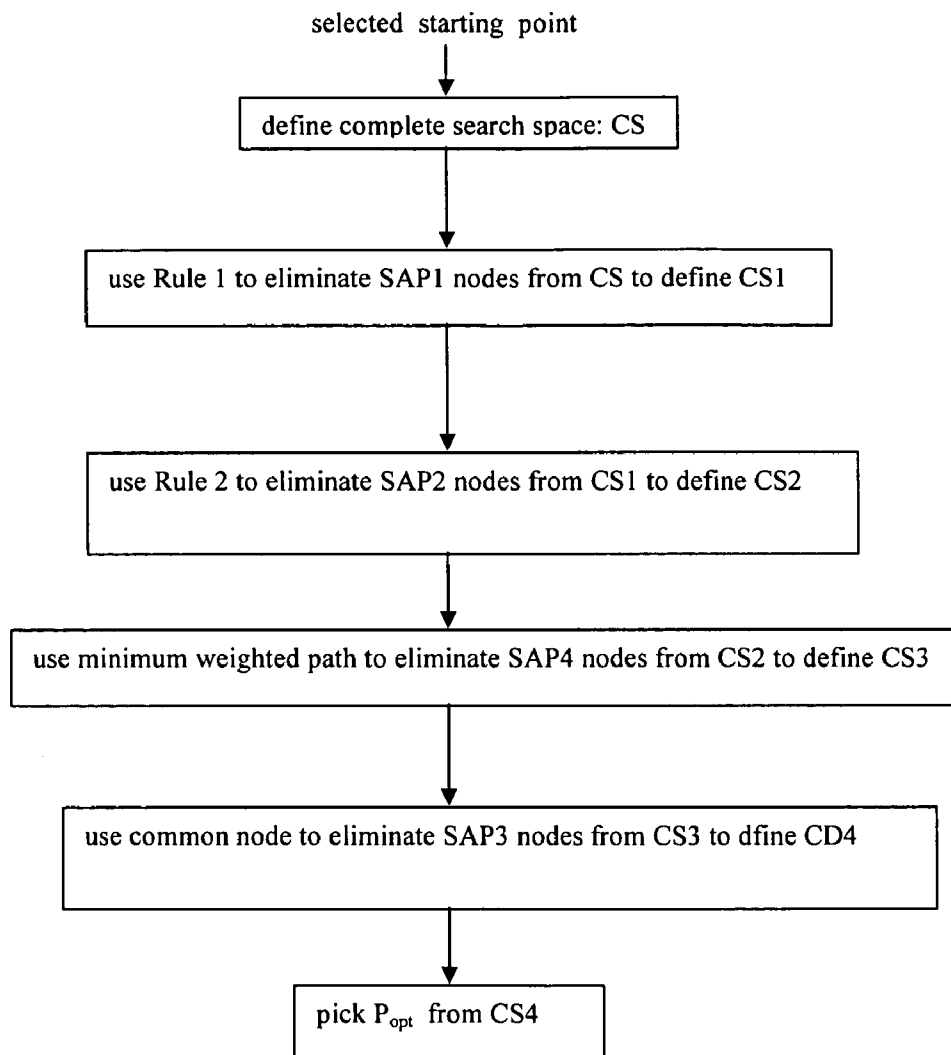 selected starting point
define complete search space: CS
use Rule 1 to eliminate SAP1 nodes from CS to define CS1
use Rule 2 to eliminate SAP2 nodes from CS1 to define CS2
use minimum weighted path to eliminate SAP4 nodes from CS2 to define CS3
use common node to eliminate SAP3 nodes from CS3 to dfine CD4
pick Popt from CS4